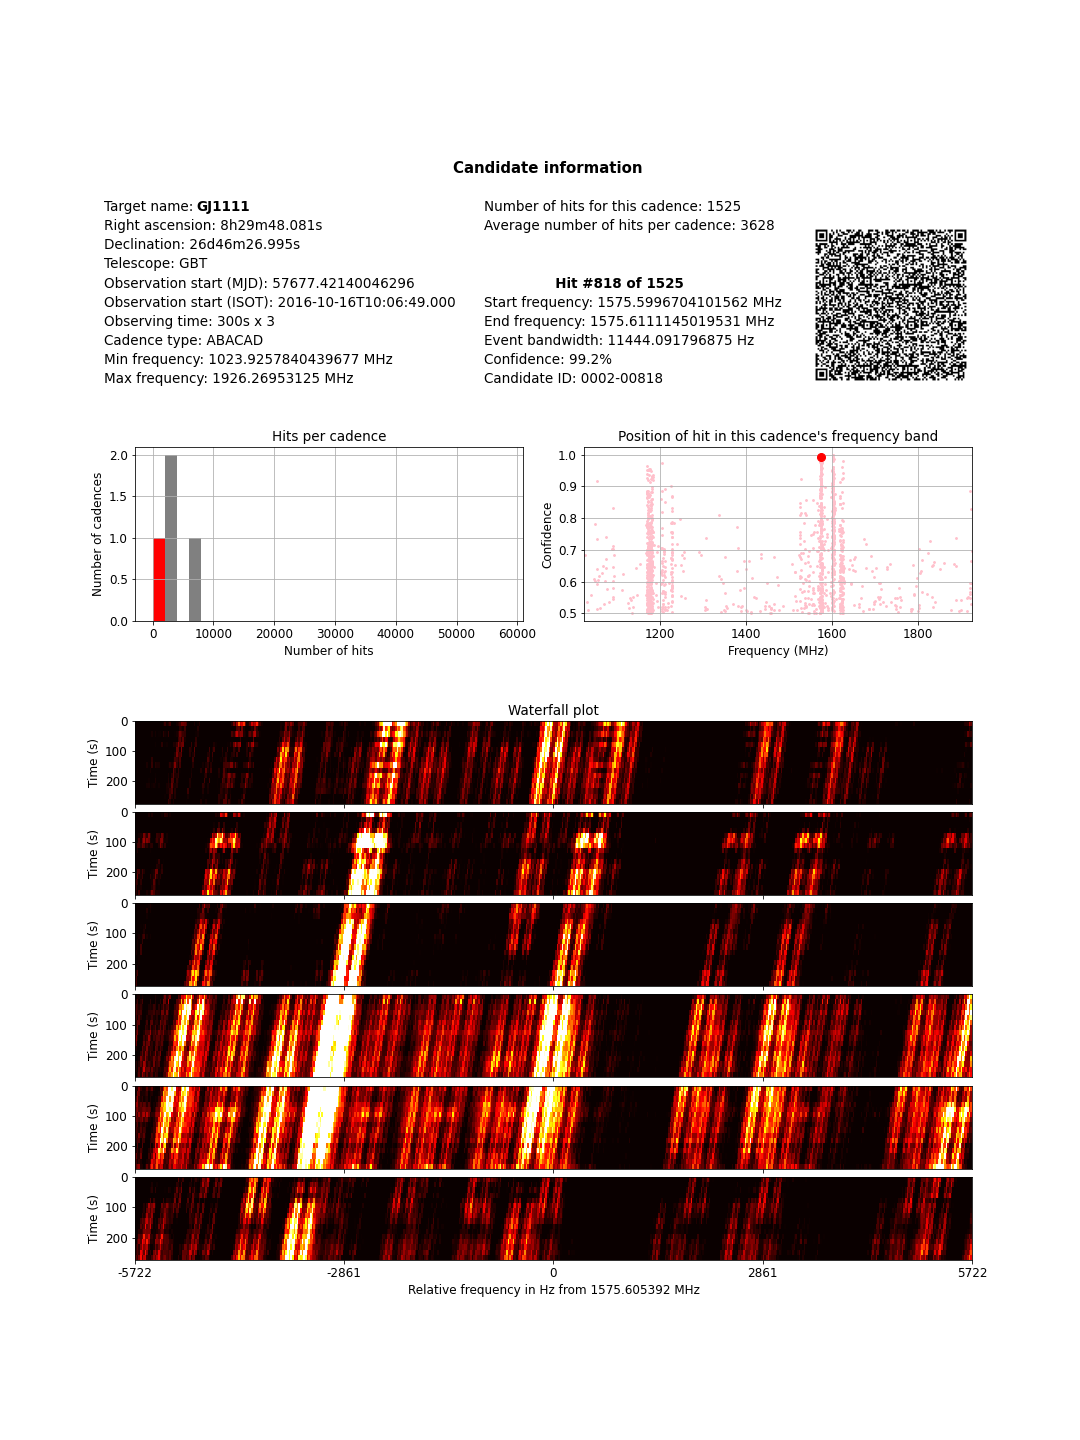 Candidate information
Target name: GJ1111
Right ascension: 8h29m48.081s
Declination: 26d46m26.995s
Telescope: GBT
Observation start (MJD): 57677.42140046296
Observation start (ISOT): 2016-10-16T10:06:49.000
Observing time: 300s x 3
Cadence type: ABACAD
Min frequency: 1023.9257840439677 MHz
Max frequency: 1926.26953125 MHz
Number of hits for this cadence: 1525
Average number of hits per cadence: 3628
Hit #818 of 1525
Start frequency: 1575.5996704101562 MHz
End frequency: 1575.6111145019531 MHz
Event bandwidth: 11444.091796875 Hz
Confidence: 99.2%
Candidate ID: 0002-00818
Hits per cadence
Number of cadences
2.0
1.5
1.0
0.5
0.0
0 10000 20000 30000 40000 50000 60000
Number of hits
Position of hit in this cadence's frequency band
Confidence
1.0
0.9
0.8
0.7
0.6
0.5
1200 1400 1600 1800
Frequency (MHz)
Waterfall plot
Time (s)
0
100
200
Time (s)
0
100
200
Time (s)
0
100
200
Time (s)
0
100
200
Time (s)
0
100
200
Time (s)
0
100
200
-5722 -2861 0 2861 5722
Relative frequency in Hz from 1575.605392 MHz